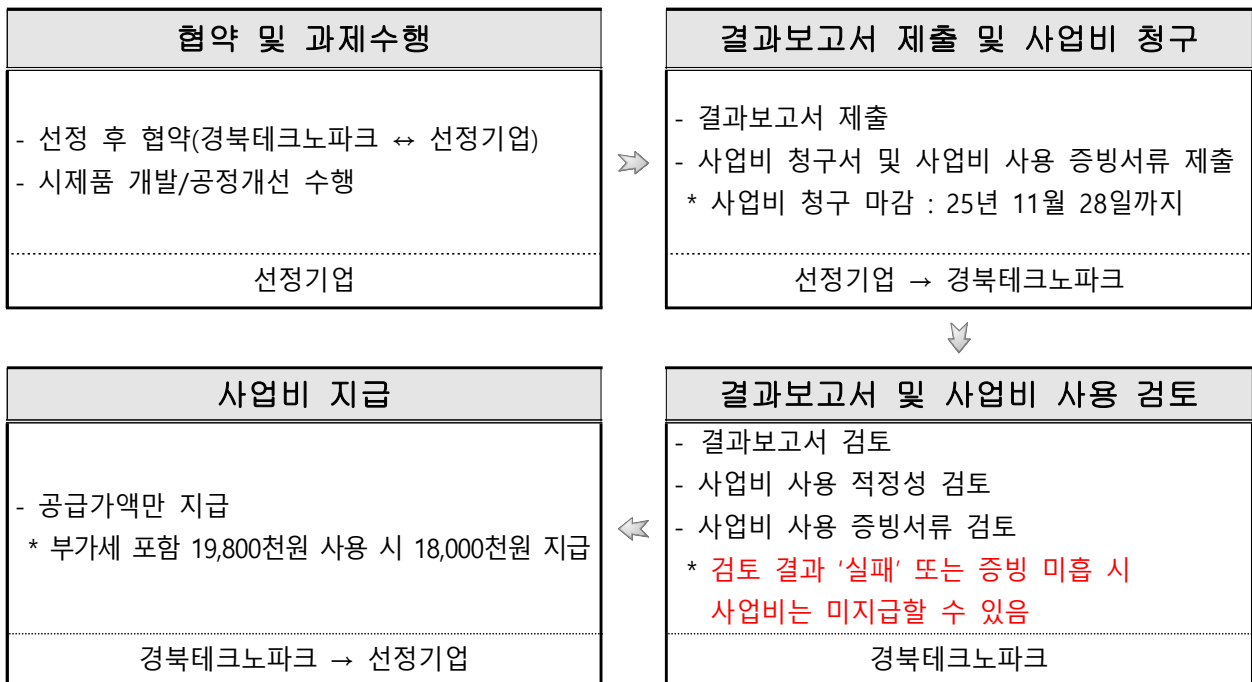 협약 및 과제수행
- 선정 후 협약(경북테크노파크 ↔ 선정기업)
- 시제품 개발/공정개선 수행
선정기업
결과보고서 제출 및 사업비 청구
- 결과보고서 제출
- 사업비 청구서 및 사업비 사용 증빙서류 제출
* 사업비 청구 마감 : 25년 11월 28일까지
선정기업 → 경북테크노파크
결과보고서 및 사업비 사용 검토
- 결과보고서 검토
- 사업비 사용 적정성 검토
- 사업비 사용 증빙서류 검토
* 검토 결과 '실패' 또는 증빙 미흡 시
사업비는 미지급할 수 있음
경북테크노파크
사업비 지급
- 공급가액만 지급
* 부가세 포함 19,800천원 사용 시 18,000천원 지급
경북테크노파크 → 선정기업